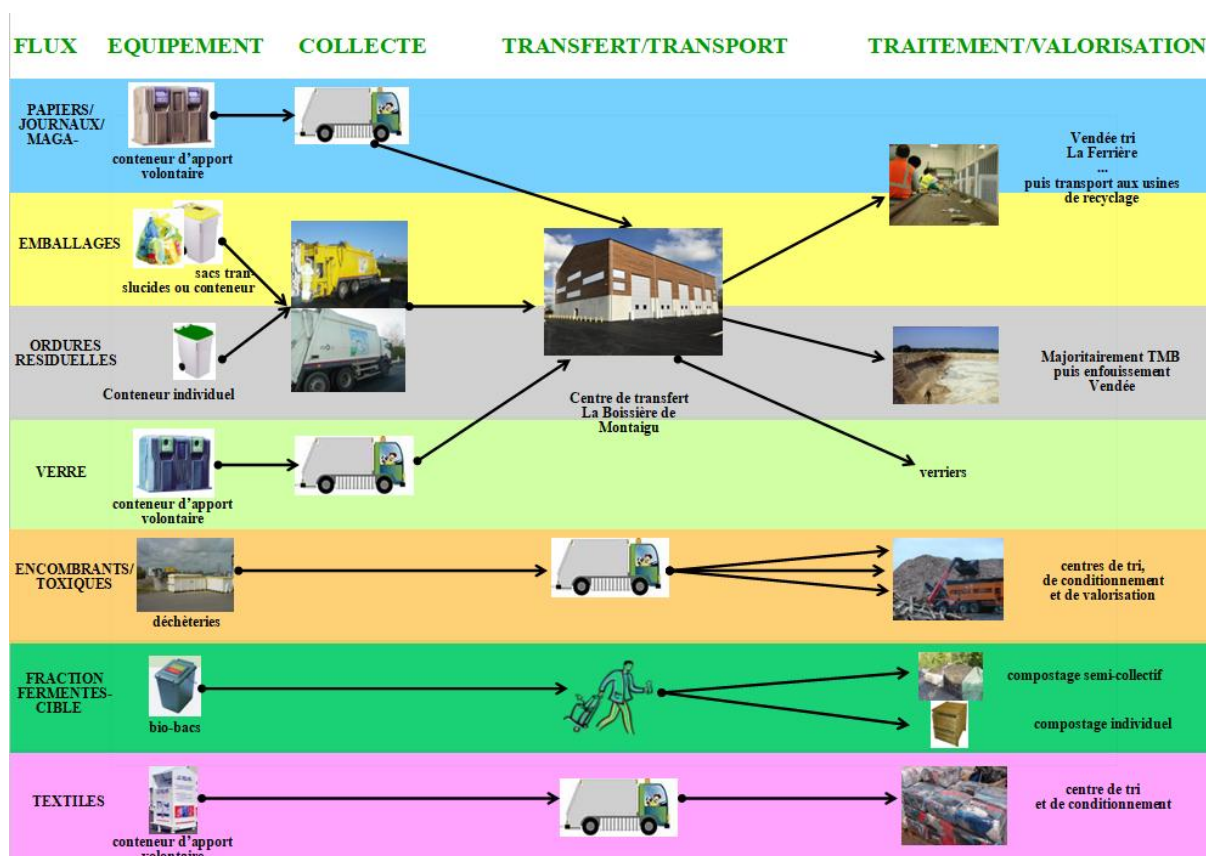 FLUX EQUIPEMENT COLLECTE TRANSFERT/TRANSPORT TRAITEMENT/VALORISATION
PAPIERS/
JOURNAUX/
MAGA-
conteneur d'apport
volontaire
Vendée tri
La Ferrière
...
puis transport aux usines
de recyclage
EMBALLAGES
sacs tran-
slucides ou conteneur
ORDURES
RESIDUELLES
Conteneur individuel
Centre de transfert
La Boissière de
Montaigu
Majoritairement TMB
puis enfouissement
Vendée
VERRE
conteneur d'apport
volontaire
verriers
ENCOMBRANTS/
TOXIQUES
déchèteries
centres de tri,
de conditionnement
et de valorisation
FRACTION
FERMENTES-
CIBLE
bio-bacs
compostage semi-collectif
compostage individuel
TEXTILES
conteneur d'apport
volontaire
centre de tri
et de conditionnement